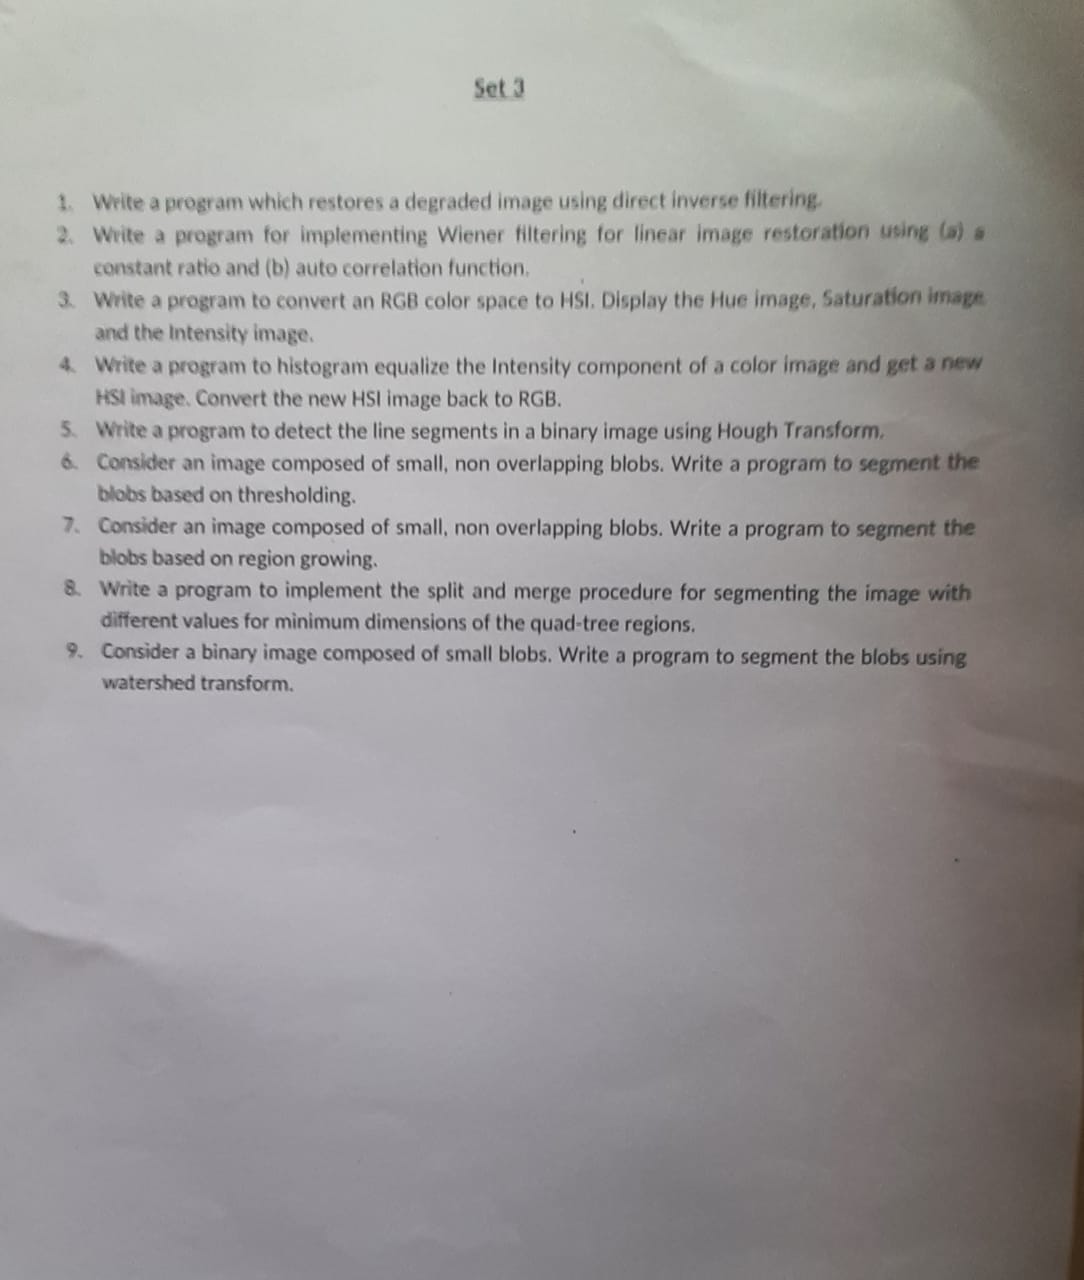 Set 3
1. Write a program which restores a degraded image using direct inverse filtering.
2. Write a program for implementing Wiener filtering for linear image restoration using (a) a
constant ratio and (b) auto correlation function.
3. Write a program to convert an RGB color space to HSI. Display the Hue image, Saturation image
and the Intensity image.
4. Write a program to histogram equalize the Intensity component of a color image and get a new
HSI image. Convert the new HSI image back to RGB.
5. Write a program to detect the line segments in a binary image using Hough Transform.
6. Consider an image composed of small, non overlapping blobs. Write a program to segment the
blobs based on thresholding.
7. Consider an image composed of small, non overlapping blobs. Write a program to segment the
blobs based on region growing.
8. Write a program to implement the split and merge procedure for segmenting the image with
different values for minimum dimensions of the quad-tree regions.
9. Consider a binary image composed of small blobs. Write a program to segment the blobs using
watershed transform.